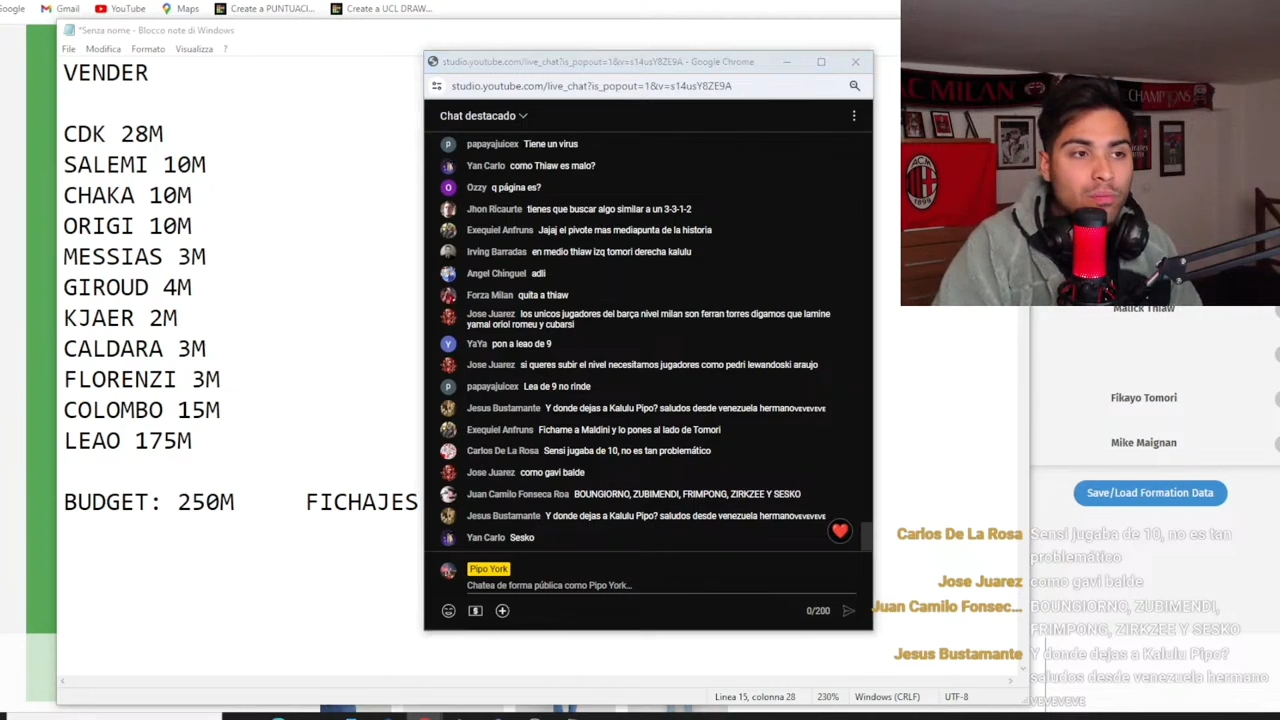 Google
Gmail
YouTube
Maps
Create a PUNTUACI...
Create a UCL DRAW...
*Senza nome - Blocco note di Windows
File Modifica Formato Visualizza ?
VENDER
CDK 28M
SALEMI 10M
CHAKA 10M
ORIGI 10M
MESSIAS 3M
GIROUD 4M
KJAER 2M
CALDARA 3M
FLORENZI 3M
COLOMBO 15M
LEAO 175M
BUDGET: 250M FICHAJES
Linea 15, colonna 28 230% Windows (CRLF) UTF-8
studio.youtube.com/live_chat?is_popout=1&v=s14usY8ZE9A - Google Chrome
studio.youtube.com/live_chat?is_popout=1&v=s14usY8ZE9A
Chat destacado
papayajuicex Tiene un virus
Yan Carlo como Thiaw es malo?
Ozzy q página es?
Jhon Ricaurte tienes que buscar algo similar a un 3-3-1-2
Exequiel Anfruns Jajaj el pivote mas mediapunta de la historia
Irving Barradas en medio thiaw izq tomori derecha kalulu
Angel Chinguel adli
Forza Milan quita a thiaw
Jose Juarez los unicos jugadores del barça nivel milan son ferran torres digamos que lamine
yamal oriol romeu y cubarsi
YaYa pon a leao de 9
Jose Juarez si queres subir el nivel necesitamos jugadores como pedri lewandoski araujo
papayajuicex Lea de 9 no rinde
Jesus Bustamante Y donde dejas a Kalulu Pipo? saludos desde venezuela hermanoveveveve
Exequiel Anfruns Fichame a Maldini y lo pones al lado de Tomori
Carlos De La Rosa Sensi jugaba de 10, no es tan problemático
Jose Juarez como gavi balde
Juan Camilo Fonseca Roa BOUNGIORNO, ZUBIMENDI, FRIMPONG, ZIRKZEE Y SESKO
Jesus Bustamante Y donde dejas a Kalulu Pipo? saludos desde venezuela hermanoveveveve
Yan Carlo Sesko
Pipo York
Chatea de forma pública como Pipo York...
0/200
AC MILAN
CHAMPIONS
ACM
1899
Malick Thiaw
Fikayo Tomori
Mike Maignan
Save/Load Formation Data
Carlos De La Rosa Sensi jugaba de 10, no es tan
problemático
Jose Juarez como gavi balde
Juan Camilo Fonsec... BOUNGIORNO, ZUBIMENDI,
FRIMPONG, ZIRKZEE Y SESKO
Jesus Bustamante Y donde dejas a Kalulu Pipo?
saludos desde venezuela hermano
veveveve